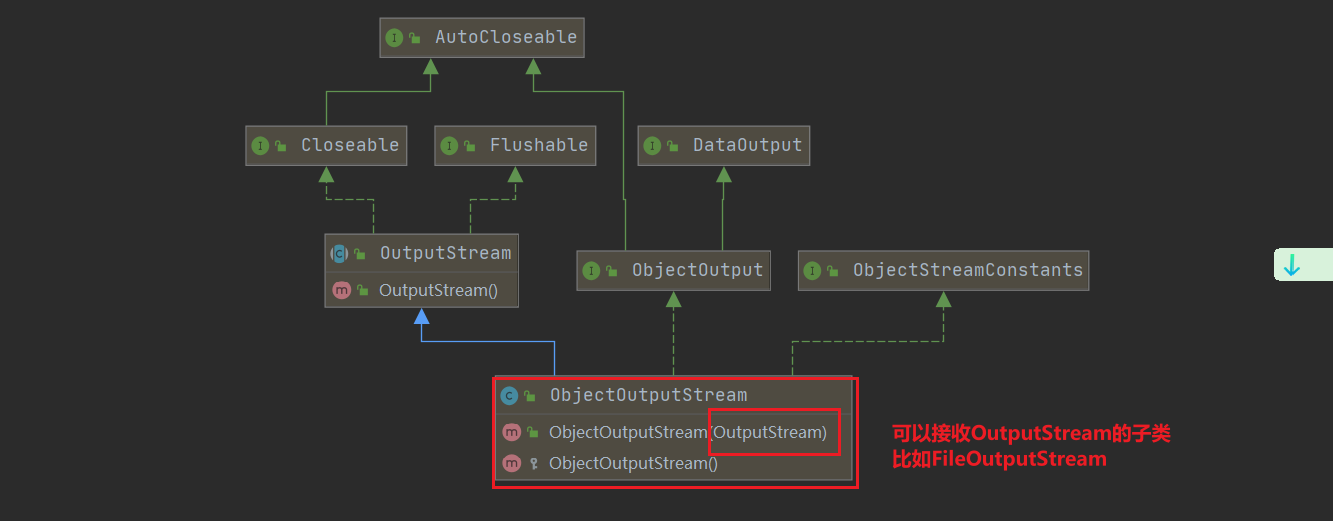 AutoCloseable
Closeable
Flushable
DataOutput
OutputStream
OutputStream()
ObjectOutput
ObjectStreamConstants
ObjectOutputStream
ObjectOutputStream(OutputStream)
ObjectOutputStream()
可以接收OutputStream的子类
比如FileOutputStream